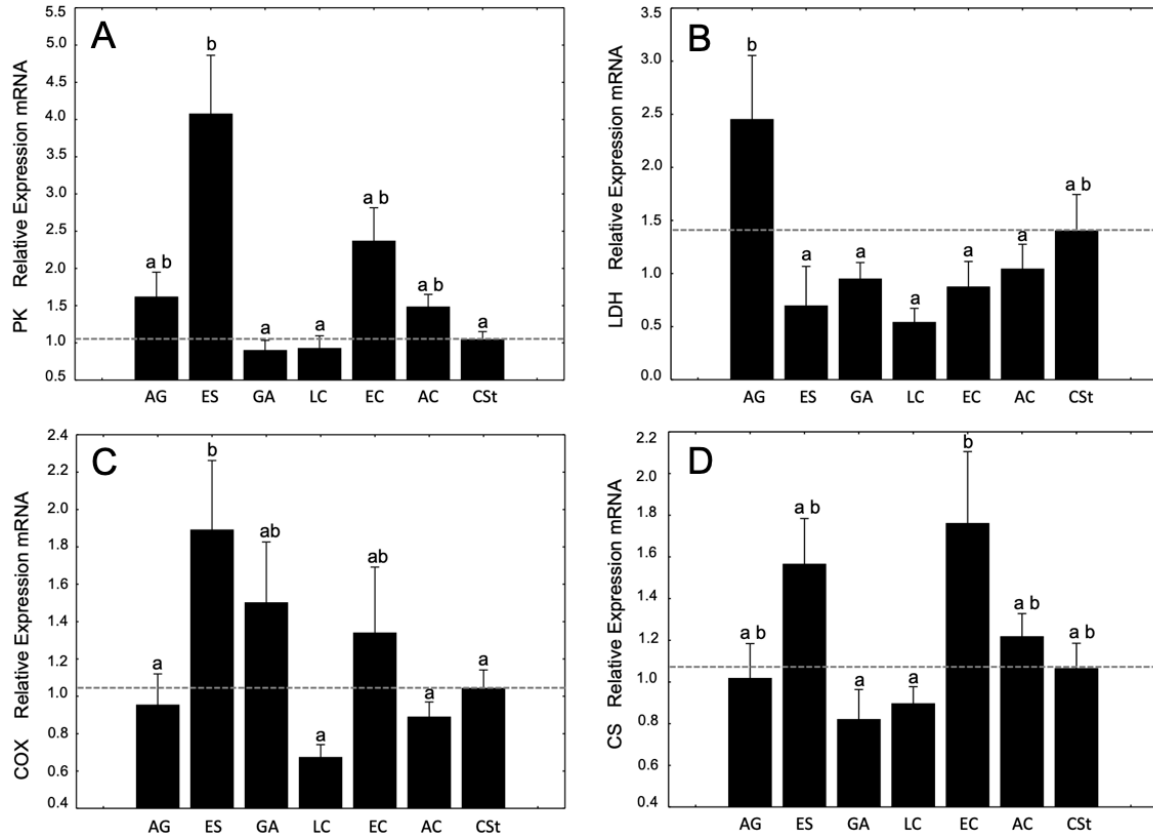 A
PK Relative Expression mRNA
5.5
5.0
4.5
4.0
3.5
3.0
2.5
2.0
1.5
1.0
0.5
a b
b
a
a
a b
a b
a
AG ES GA LC EC AC CSt
B
LDH Relative Expression mRNA
3.5
3.0
2.5
2.0
1.5
1.0
0.5
0.0
b
a
a
a
a
a
a b
AG ES GA LC EC AC CSt
C
COX Relative Expression mRNA
2.4
2.2
2.0
1.8
1.6
1.4
1.2
1.0
0.8
0.6
0.4
a
b
ab
a
ab
a
a
AG ES GA LC EC AC CSt
D
CS Relative Expression mRNA
2.2
2.0
1.8
1.6
1.4
1.2
1.0
0.8
0.6
0.4
a b
a b
a
a
b
a b
a b
AG ES GA LC EC AC CSt